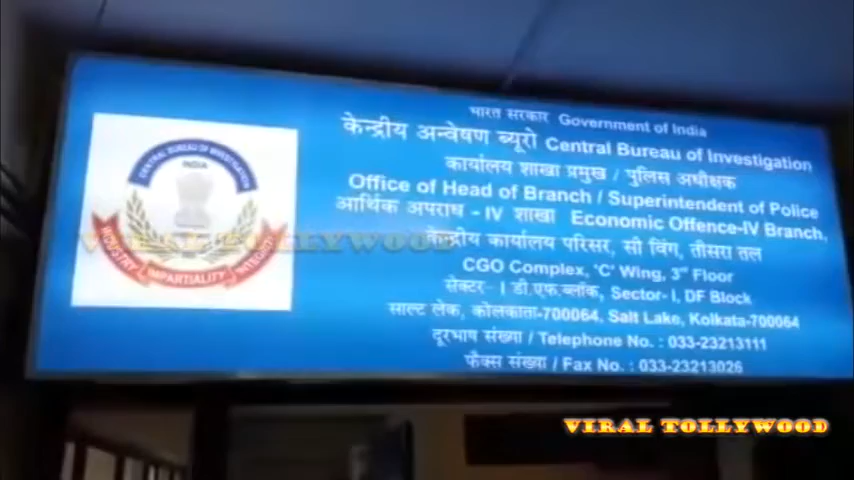 भारत सरकार Government of India
केन्द्रीय अन्वेषण ब्यूरो Central Bureau of Investigation
कार्यालय शाखा प्रमुख / पुलिस अधीक्षक
Office of Head of Branch / Superintendent of Police
आर्थिक अपराध - IV शाखा Economic Offence-IV Branch,
केन्द्रीय कार्यालय परिसर, सी विंग, तीसरा तल
CGO Complex, 'C' Wing, 3rd Floor
सेक्टर- I डी.एफ.ब्लॉक, Sector-I, DF Block
साल्ट लेक, कोलकाता-700064, Salt Lake, Kolkata-700064
दूरभाष संख्या / Telephone No. : 033-23213111
फैक्स संख्या / Fax No. : 033-23213026
CENTRAL BUREAU OF INVESTIGATION
INDIA
INDUSTRY IMPARTIALITY INTEGRITY
VIRAL TOLLYWOOD
VIRAL TOLLYWOOD